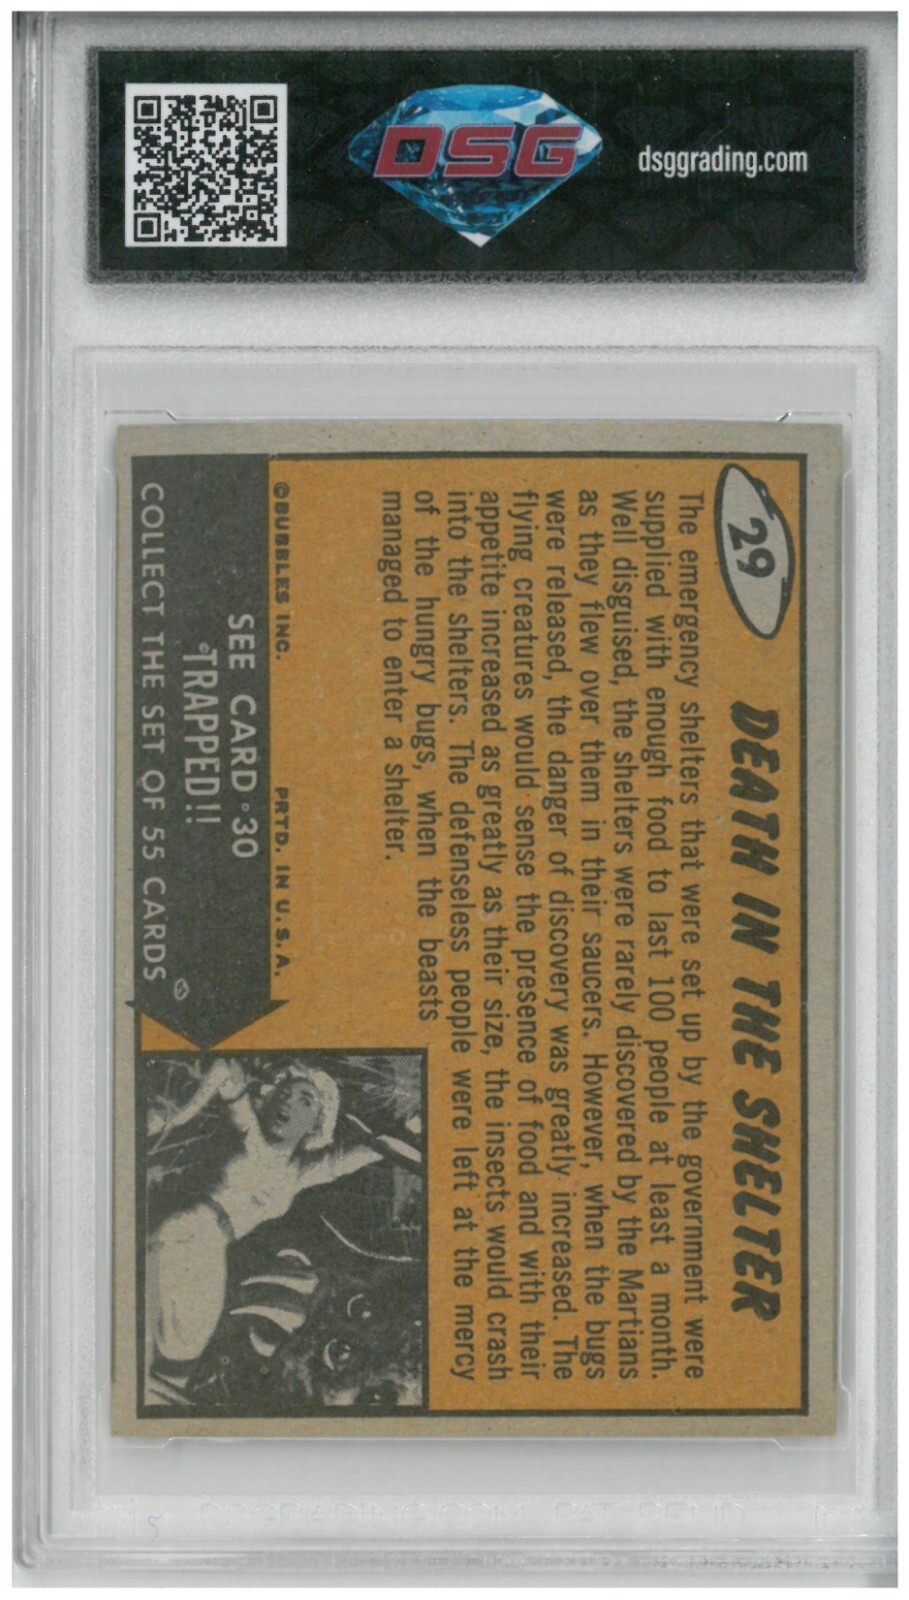 DSG
dsggrading.com
29
DEATH IN THE SHELTER
The emergency shelters that were set up by the government were
supplied with enough food to last 100 people at least a month.
Well disguised, the shelters were rarely discovered by the Martians
as they flew over them in their saucers. However, when the bugs
were released, the danger of discovery was greatly increased. The
flying creatures would sense the presence of food and with their
appetite increased as greatly as their size, the insects would crash
into the shelters. The defenseless people were left at the mercy
of the hungry bugs, when the beasts
managed to enter a shelter.
©BUBBLES INC. PRTD. IN U.S.A.
SEE CARD 30
TRAPPED!!
COLLECT THE SET OF 55 CARDS